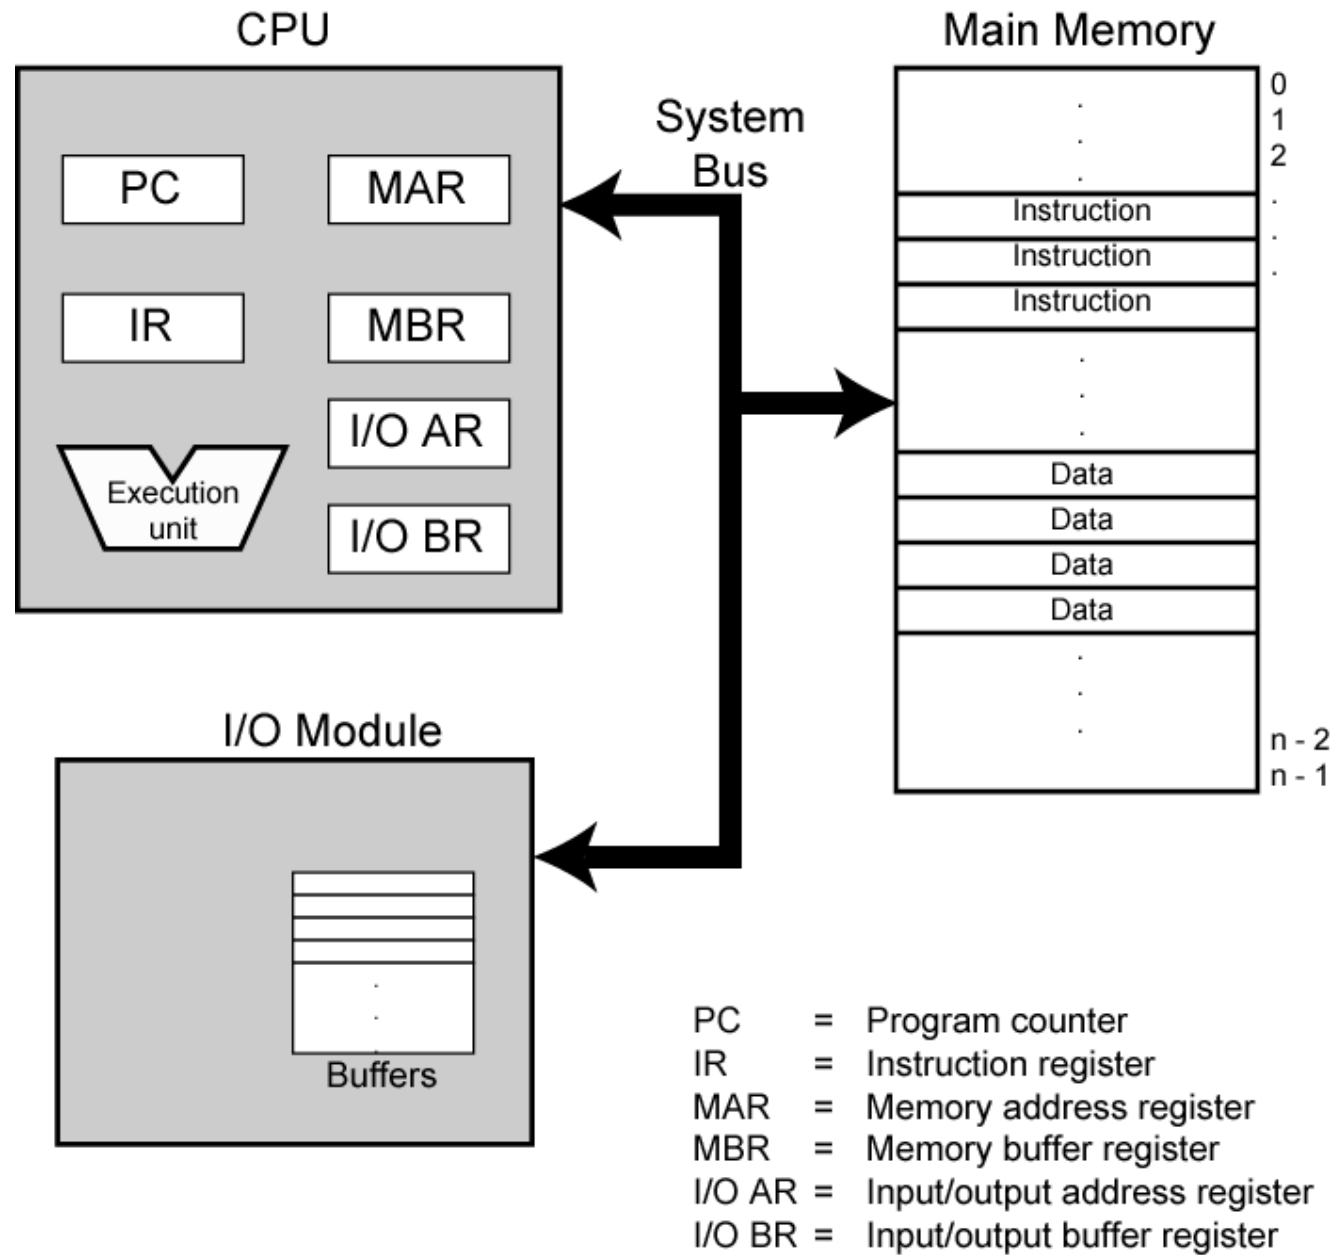 CPU
PC
MAR
IR
MBR
I/O AR
I/O BR
Execution
unit
System
Bus
Main Memory
0
1
2
.
.
.
.
.
.
Instruction
Instruction
Instruction
.
.
.
Data
Data
Data
Data
.
.
.
n - 2
n - 1
I/O Module
.
.
.
Buffers
PC = Program counter
IR = Instruction register
MAR = Memory address register
MBR = Memory buffer register
I/O AR = Input/output address register
I/O BR = Input/output buffer register